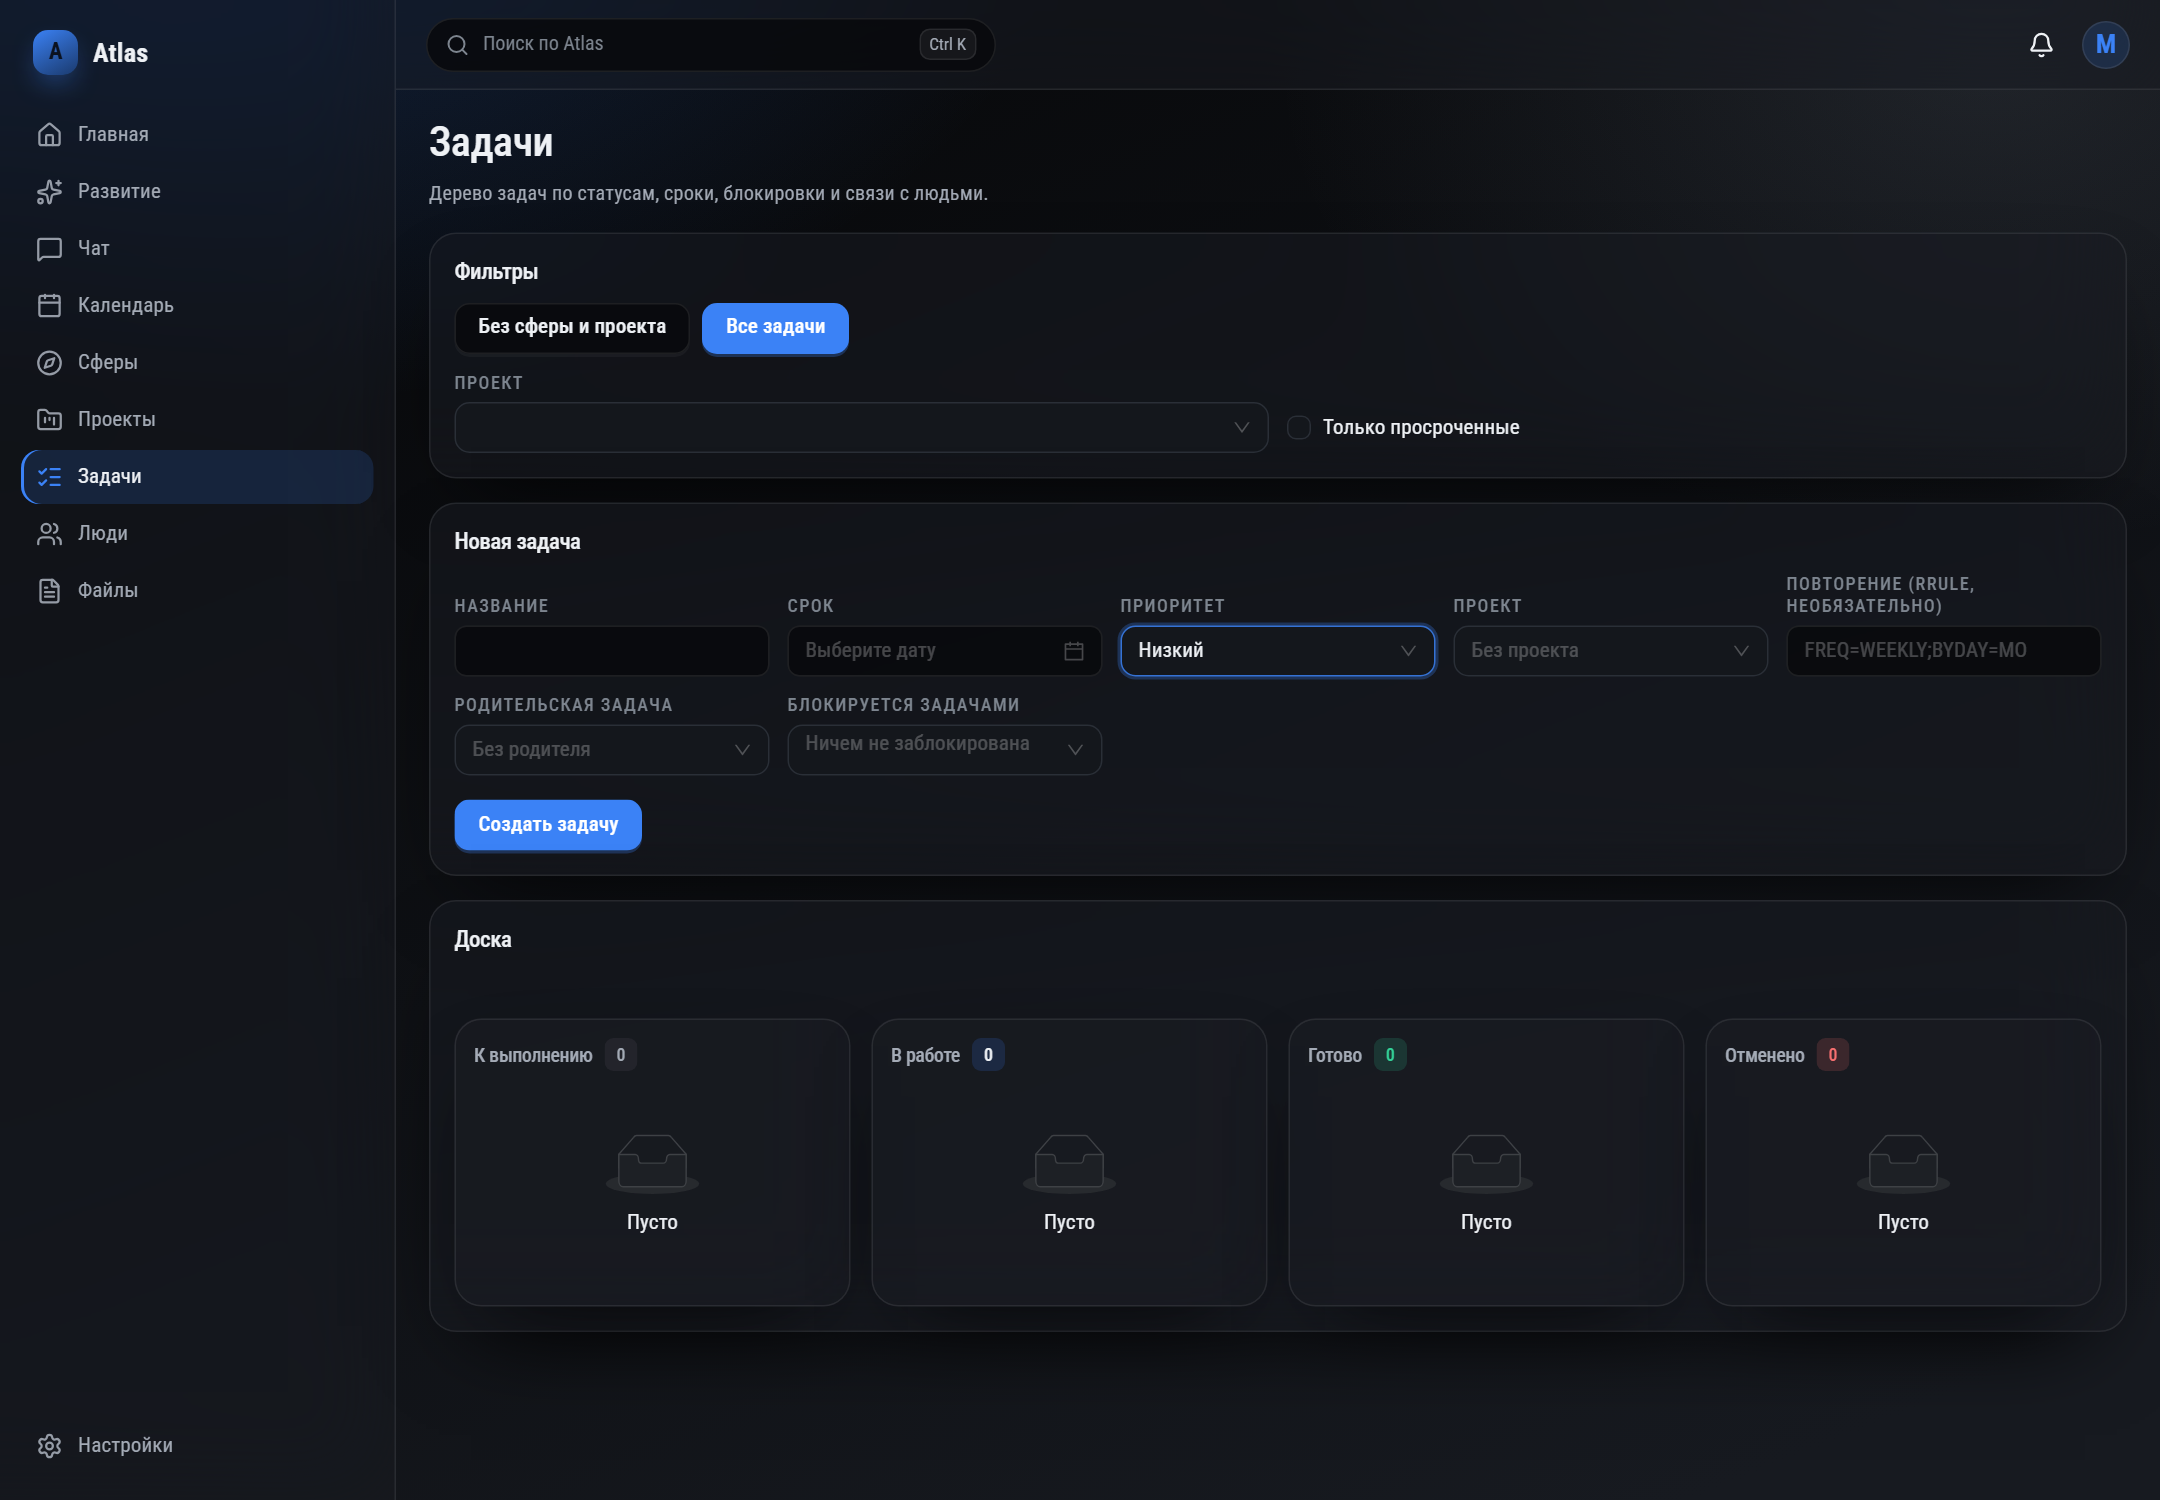 A
Atlas
Поиск по Atlas
Ctrl K
M
Главная
Развитие
Чат
Календарь
Сферы
Проекты
Задачи
Люди
Файлы
Настройки
Задачи
Дерево задач по статусам, сроки, блокировки и связи с людьми.
Фильтры
Без сферы и проекта
Все задачи
ПРОЕКТ
Только просроченные
Новая задача
НАЗВАНИЕ
СРОК
Выберите дату
ПРИОРИТЕТ
Низкий
ПРОЕКТ
Без проекта
ПОВТОРЕНИЕ (RRULE,
НЕОБЯЗАТЕЛЬНО)
FREQ=WEEKLY;BYDAY=MO
РОДИТЕЛЬСКАЯ ЗАДАЧА
Без родителя
БЛОКИРУЕТСЯ ЗАДАЧАМИ
Ничем не заблокирована
Создать задачу
Доска
К выполнению 0
Пусто
В работе 0
Пусто
Готово 0
Пусто
Отменено 0
Пусто